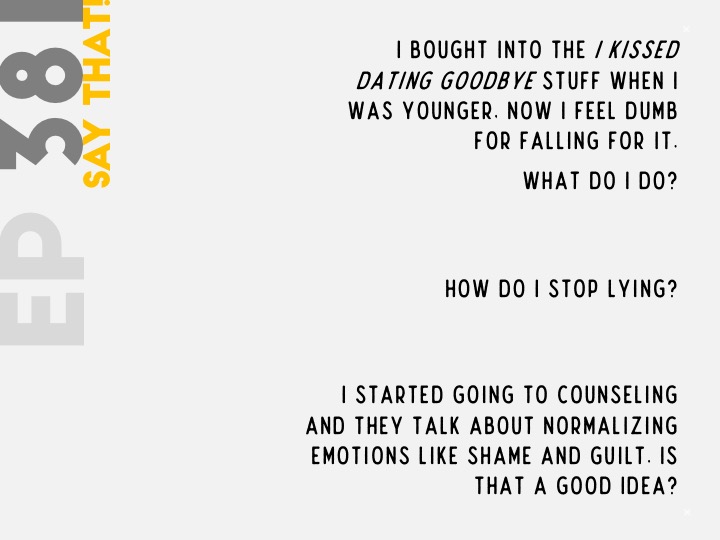 EP 381
SAY THAT!
I BOUGHT INTO THE I KISSED
DATING GOODBYE STUFF WHEN I
WAS YOUNGER. NOW I FEEL DUMB
FOR FALLING FOR IT.
WHAT DO I DO?
HOW DO I STOP LYING?
I STARTED GOING TO COUNSELING
AND THEY TALK ABOUT NORMALIZING
EMOTIONS LIKE SHAME AND GUILT. IS
THAT A GOOD IDEA?